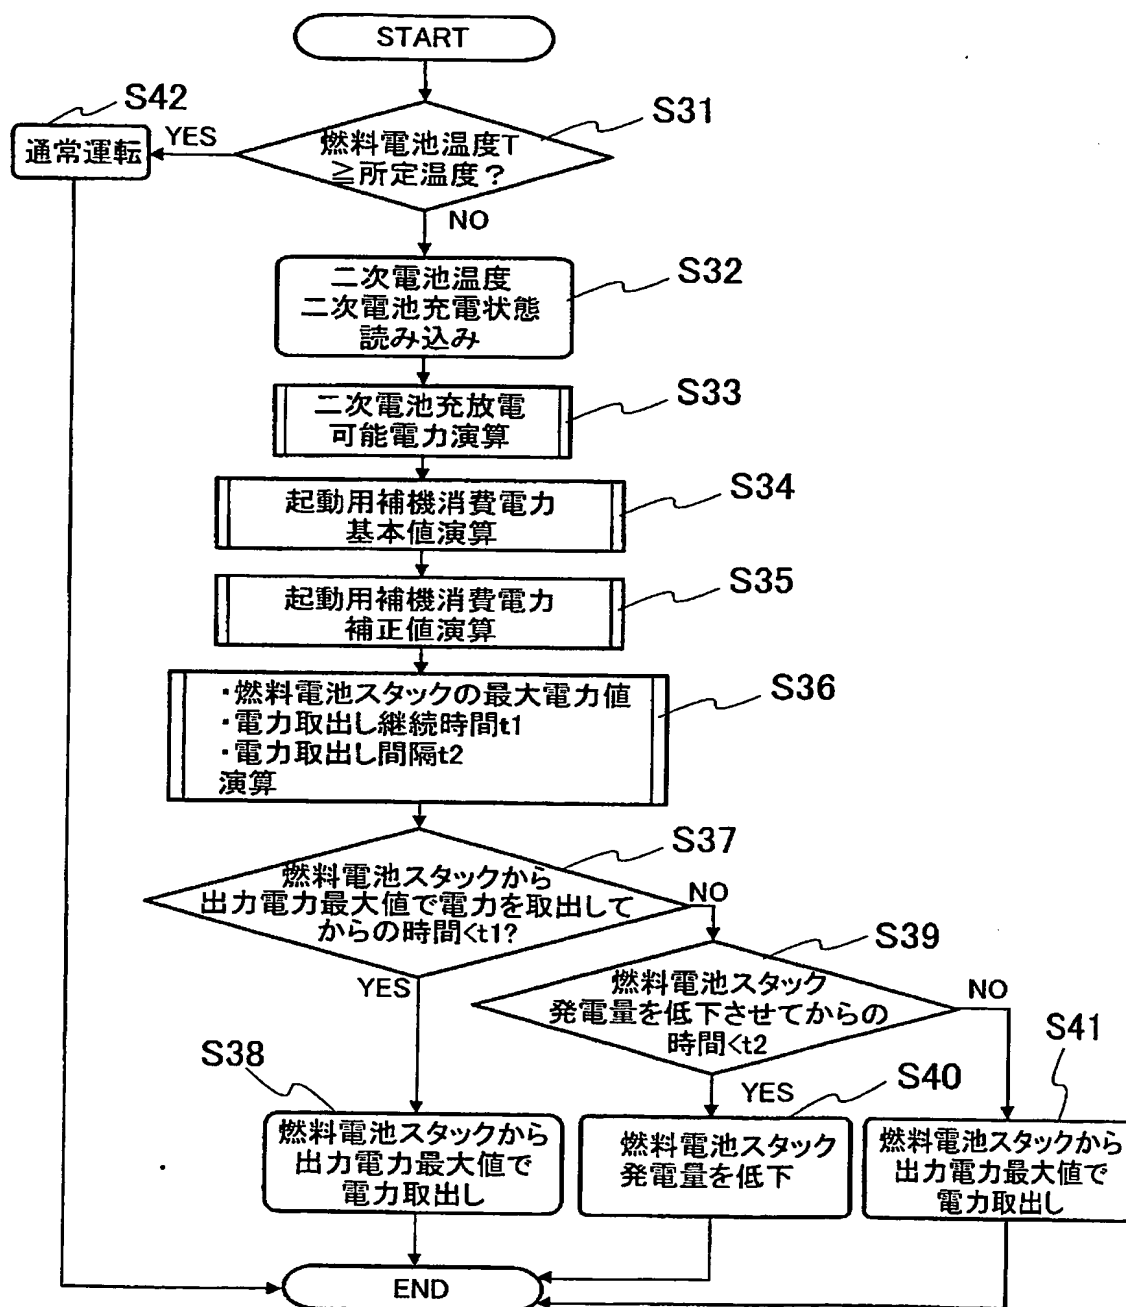 START
S42
S31
YES
通常運転
燃料電池温度T
≧所定温度？
NO
S32
二次電池温度
二次電池充電状態
読み込み
S33
二次電池充放電
可能電力演算
S34
起動用補機消費電力
基本値演算
S35
起動用補機消費電力
補正値演算
S36
・燃料電池スタックの最大電力値
・電力取出し継続時間t1
・電力取出し間隔t2
演算
S37
燃料電池スタックから
出力電力最大値で電力を取出して
からの時間<t1?
NO
YES
S39
燃料電池スタック
発電量を低下させてからの
時間<t2
NO
YES
S38
S40
S41
燃料電池スタックから
出力電力最大値で
電力取出し
燃料電池スタック
発電量を低下
燃料電池スタックから
出力電力最大値で
電力取出し
END